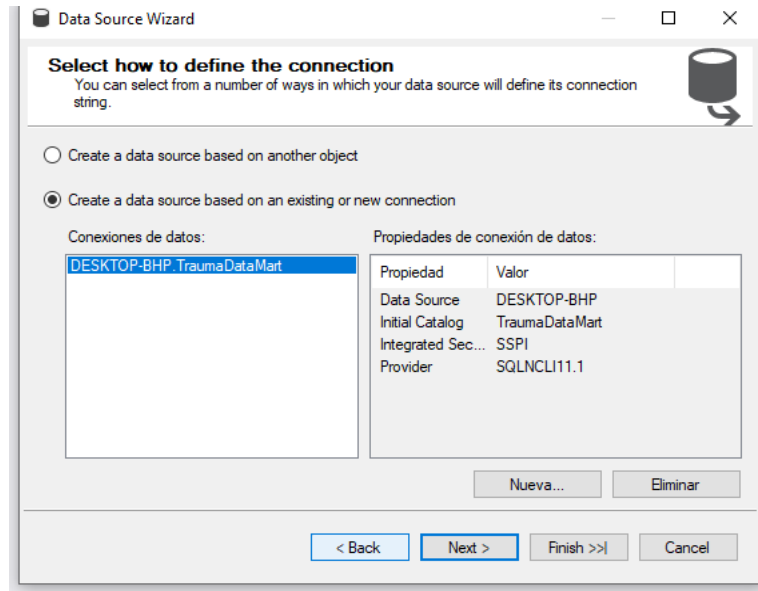 Data Source Wizard
Select how to define the connection
You can select from a number of ways in which your data source will define its connection
string.
Create a data source based on another object
Create a data source based on an existing or new connection
Conexiones de datos:
DESKTOP-BHP.TraumaDataMart
Propiedades de conexión de datos:
Propiedad Valor
Data Source DESKTOP-BHP
Initial Catalog TraumaDataMart
Integrated Sec... SSPI
Provider SQLNCLI11.1
Nueva... Eliminar
< Back Next > Finish >>| Cancel